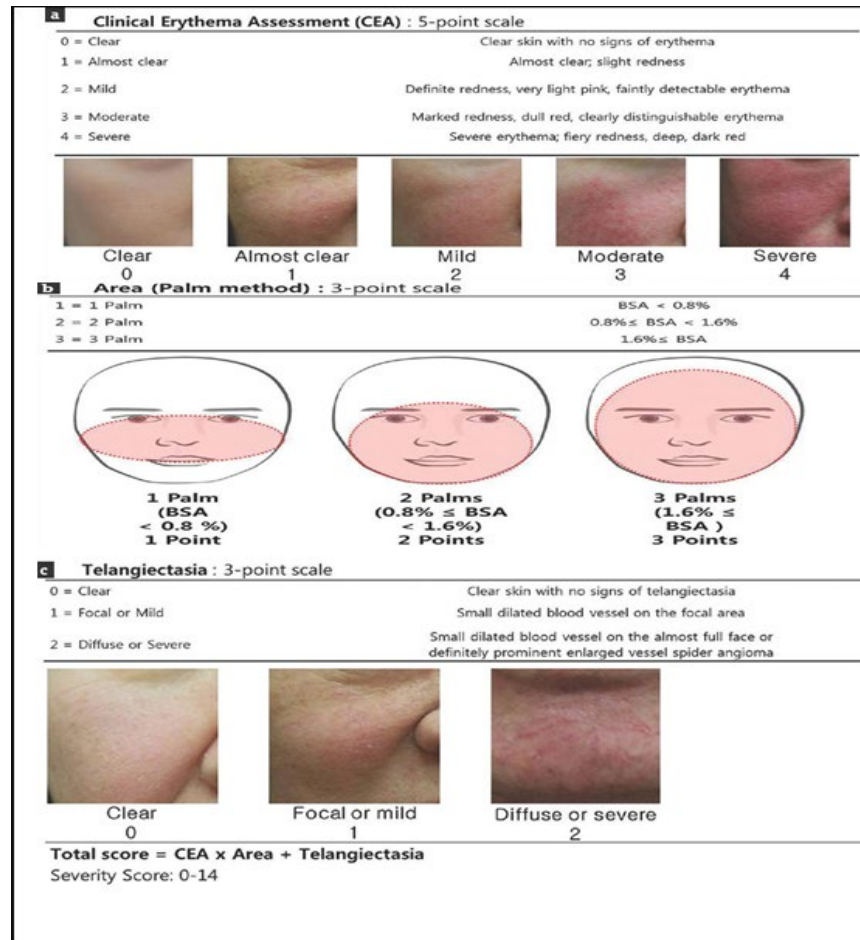 a Clinical Erythema Assessment (CEA) : 5-point scale
0 = Clear Clear skin with no signs of erythema
1 = Almost clear Almost clear; slight redness
2 = Mild Definite redness, very light pink, faintly detectable erythema
3 = Moderate Marked redness, dull red, clearly distinguishable erythema
4 = Severe Severe erythema; fiery redness, deep, dark red
Clear Almost clear Mild Moderate Severe
0 1 2 3 4
b Area (Palm method) : 3-point scale
1 = 1 Palm BSA < 0.8%
2 = 2 Palm 0.8%≤ BSA < 1.6%
3 = 3 Palm 1.6%≤ BSA
1 Palm 2 Palms 3 Palms
(BSA (0.8% ≤ BSA (1.6% ≤
< 0.8 %) < 1.6%) BSA )
1 Point 2 Points 3 Points
c Telangiectasia : 3-point scale
0 = Clear Clear skin with no signs of telangiectasia
1 = Focal or Mild Small dilated blood vessel on the focal area
2 = Diffuse or Severe Small dilated blood vessel on the almost full face or
definitely prominent enlarged vessel spider angioma
Clear Focal or mild Diffuse or severe
0 1 2
Total score = CEA x Area + Telangiectasia
Severity Score: 0-14